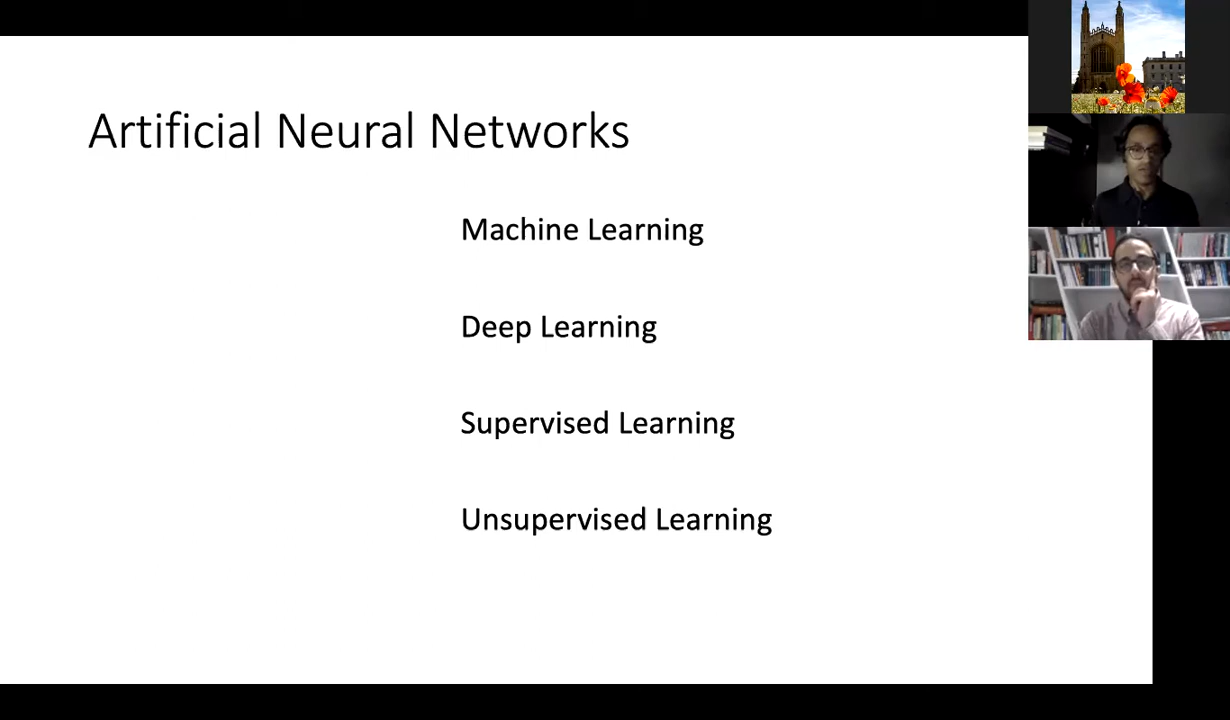 Artificial Neural Networks
Machine Learning
Deep Learning
Supervised Learning
Unsupervised Learning